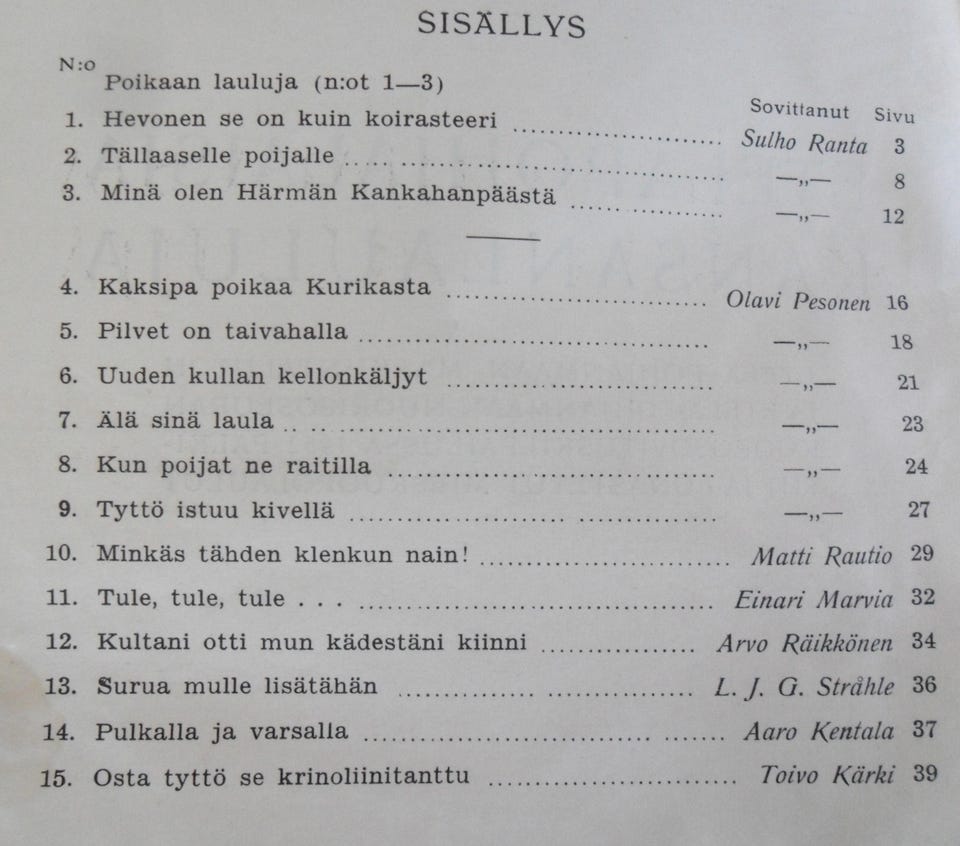 SISÄLLYS
N:o
Poikaan lauluja (n:ot 1—3)
Sovittanut Sivu
1. Hevonen se on kuin koirasteeri ........................ Sulho Ranta 3
2. Tällaaselle poijalle ........................ —„— 8
3. Minä olen Härmän Kankahanpäästä ................ —„— 12
4. Kaksipa poikaa Kurikasta ........................ Olavi Pesonen 16
5. Pilvet on taivahalla ........................ —„— 18
6. Uuden kullan kellonkäljyt ........................ —„— 21
7. Älä sinä laula ........................ —„— 23
8. Kun poijat ne raitilla ........................ —„— 24
9. Tyttö istuu kivellä ........................ —„— 27
10. Minkäs tähden klenkun nain! ........................ Matti Rautio 29
11. Tule, tule, tule . . . ........................ Einari Marvia 32
12. Kultani otti mun kädestäni kiinni ................ Arvo Räikkönen 34
13. Surua mulle lisätähän ........................ L. J. G. Stråhle 36
14. Pulkalla ja varsalla ........................ Aaro Kentala 37
15. Osta tyttö se krinoliinitanttu ........................ Toivo Kärki 39